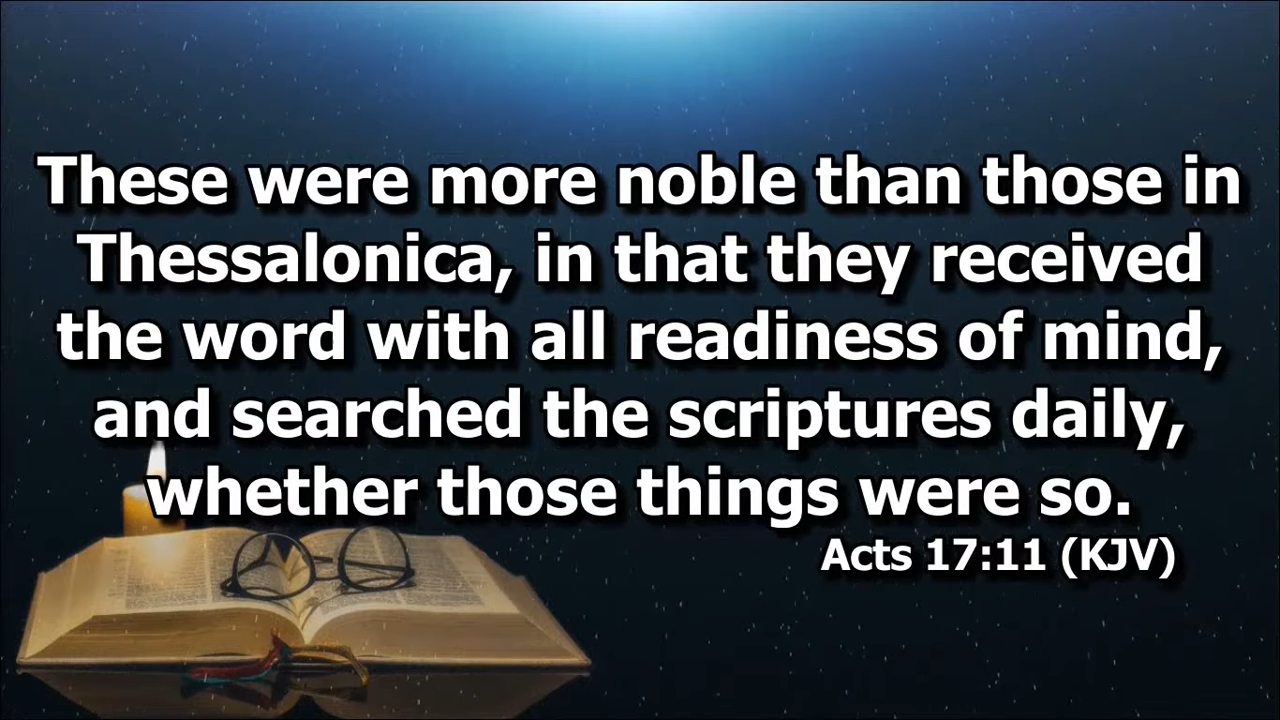 These were more noble than those in
Thessalonica, in that they received
the word with all readiness of mind,
and searched the scriptures daily,
whether those things were so.
Acts 17:11 (KJV)